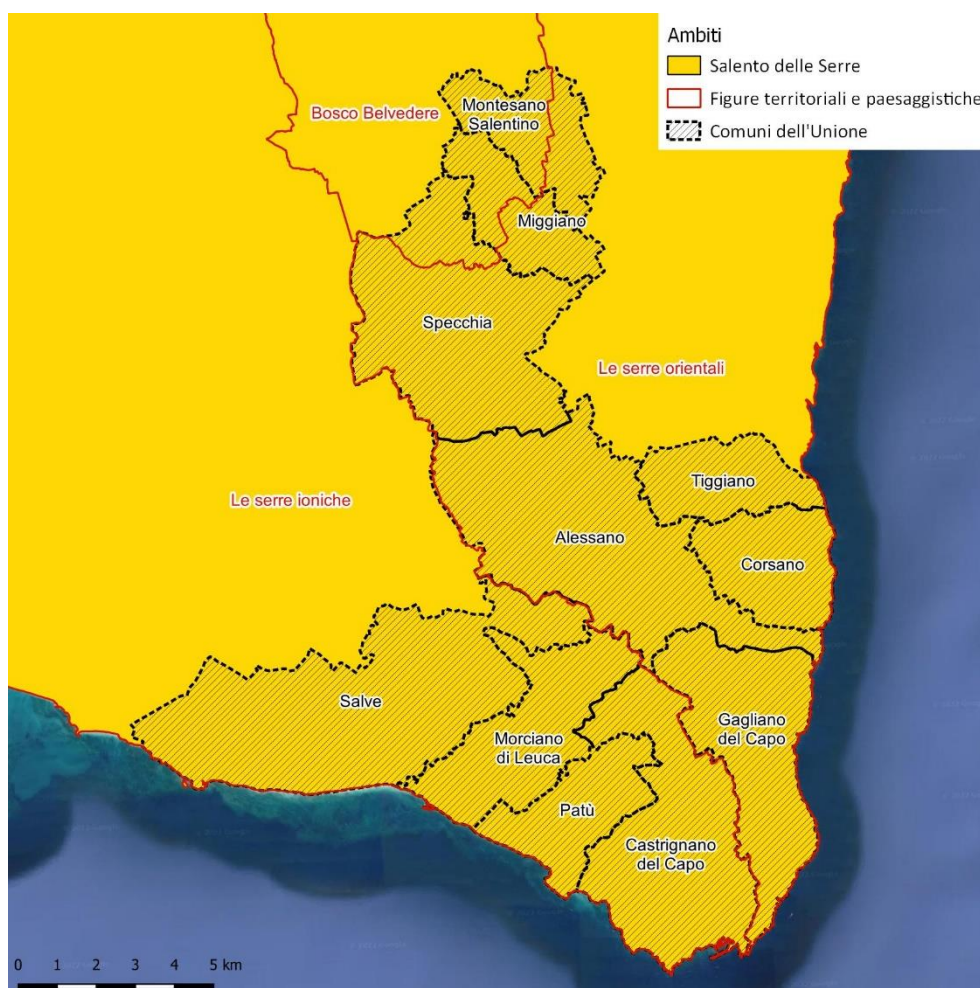 Ambiti
Salento delle Serre
Figure territoriali e paesaggistiche
Comuni dell'Unione
Bosco Belvedere
Montesano
Salentino
Miggiano
Specchia
Le serre orientali
Tiggiano
Le serre ioniche
Alessano
Corsano
Salve
Gagliano
del Capo
Morciano
di Leuca
Patù
Castrignano
del Capo
0 1 2 3 4 5 km